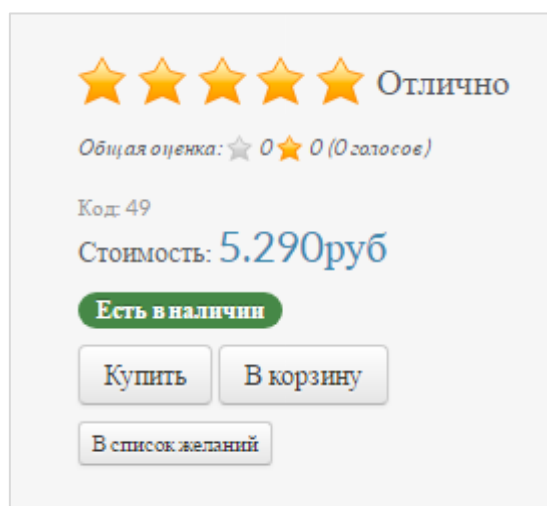 Отлично
Общая оценка: 0 0 (0 голосов)
Код: 49
Стоимость: 5.290руб
Есть в наличии
Купить В корзину
В список желаний